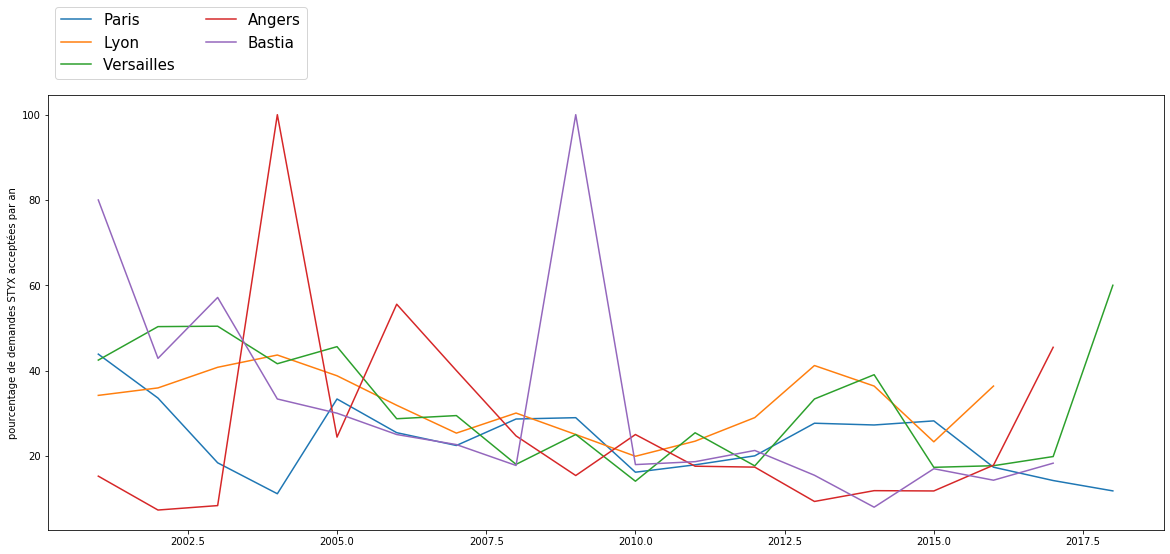 Paris
Lyon
Versailles
Angers
Bastia
pourcentage de demandes STYX acceptées par an
100
80
60
40
20
2002.5
2005.0
2007.5
2010.0
2012.5
2015.0
2017.5